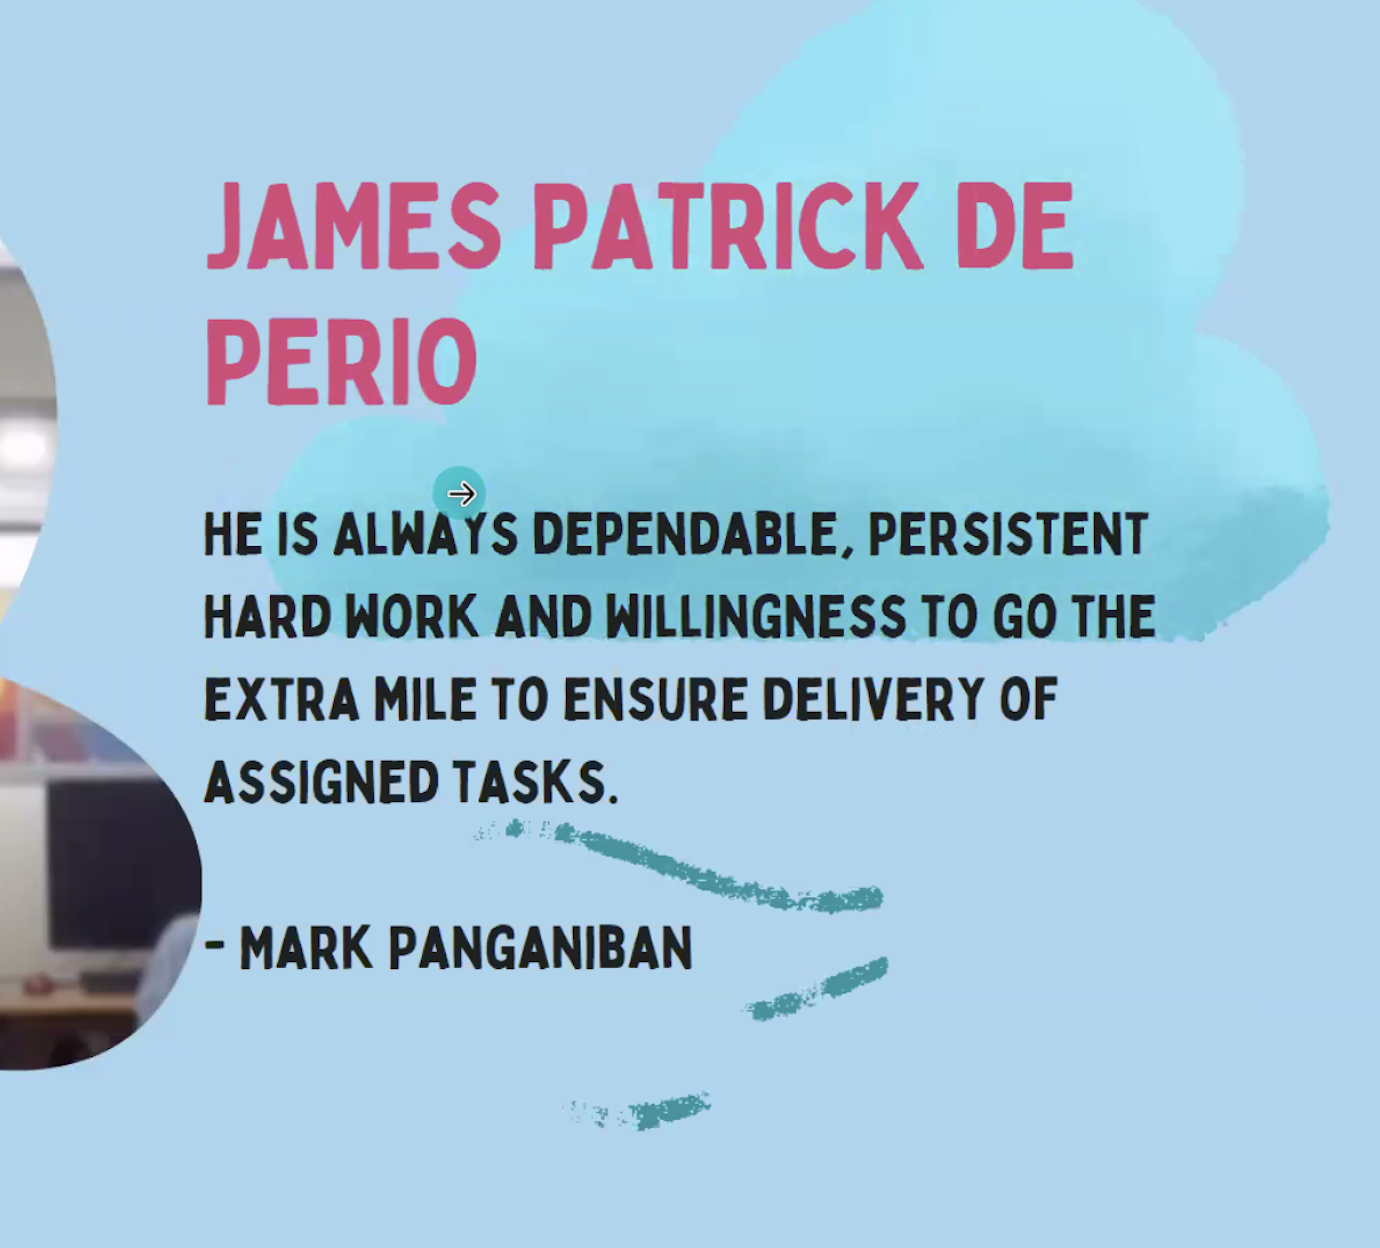 JAMES PATRICK DE
PERIO
HE IS ALWAYS DEPENDABLE, PERSISTENT
HARD WORK AND WILLINGNESS TO GO THE
EXTRA MILE TO ENSURE DELIVERY OF
ASSIGNED TASKS.
- MARK PANGANIBAN